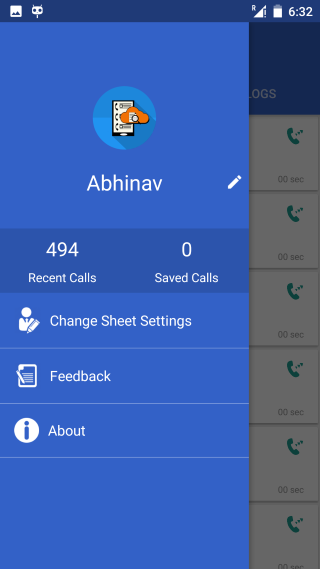 R
6:32
LOGS
Abhinav
494
0
Recent Calls
Saved Calls
Change Sheet Settings
Feedback
About
00 sec
00 sec
00 sec
00 sec
00 sec
00 sec